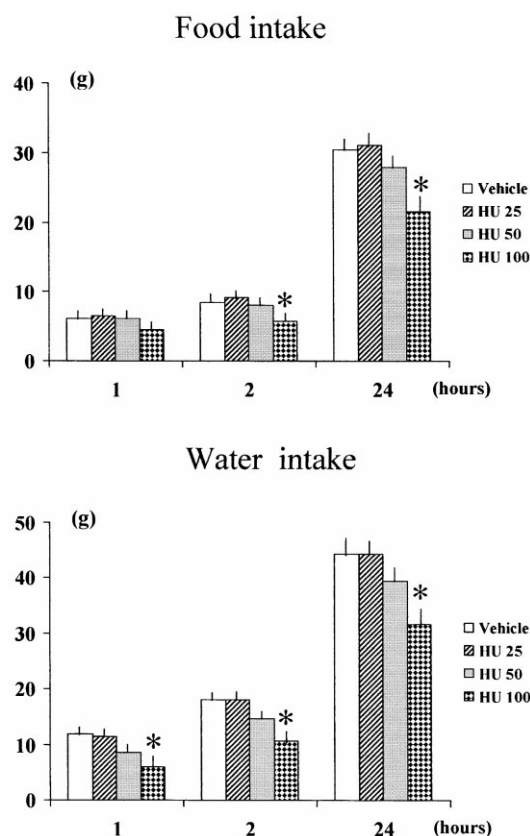 Food intake
(g)
40
30
20
10
0
*
*
Vehicle
HU 25
HU 50
HU 100
1 2 24 (hours)
Water intake
(g)
50
40
30
20
10
0
*
*
*
Vehicle
HU 25
HU 50
HU 100
1 2 24 (hours)